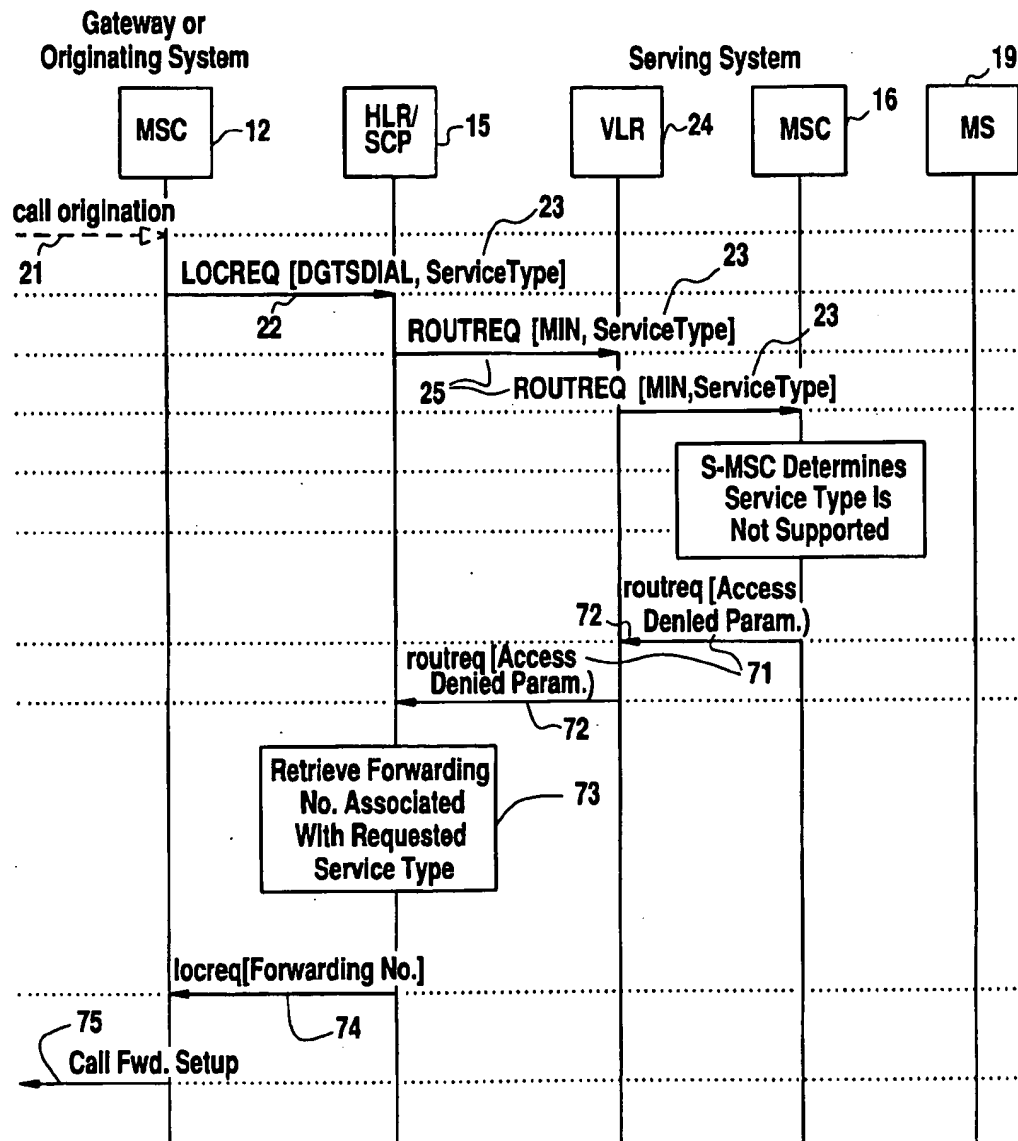 Gateway or
Originating System
Serving System
19
MSC
12
HLR/
SCP
15
VLR
24
MSC
16
MS
call origination
21
23
LOCREQ [DGTSDIAL, ServiceType]
22
23
ROUTREQ [MIN, ServiceType]
23
25
ROUTREQ [MIN,ServiceType]
S-MSC Determines
Service Type Is
Not Supported
routreq [Access
Denied Param.)
72
71
routreq [Access
Denied Param.)
72
Retrieve Forwarding
No. Associated
With Requested
Service Type
73
locreq[Forwarding No.]
74
75
Call Fwd. Setup